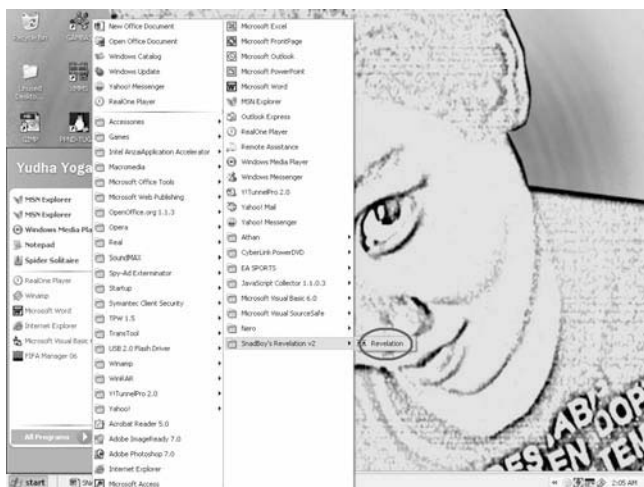 Recycle Bin
GAMBAS
Unused
Desktop...
GIMP
Yudha Yoga
MSN Explorer
MSN Explorer
Windows Media Pla
Notepad
Spider Solitaire
RealOne Player
Winamp
Microsoft Word
Internet Explorer
Microsoft Visual Basic 6
FIFA Manager 06
All Programs
New Office Document
Open Office Document
Windows Catalog
Windows Update
Yahoo! Messenger
RealOne Player
Accessories
Games
Intel Application Accelerator
Macromedia
Microsoft Office Tools
Microsoft Web Publishing
OpenOffice.org 1.1.3
Opera
Real
SoundMAX
Spy-Ad Exterminator
Startup
Symantec Client Security
TPW 1.5
TransTool
USB 2.0 Flash Driver
Winamp
WinRAR
Y!TunnelPro 2.0
Yahoo!
Acrobat Reader 5.0
Adobe ImageReady 7.0
Adobe Photoshop 7.0
Internet Explorer
Microsoft Access
Microsoft Excel
Microsoft FrontPage
Microsoft Outlook
Microsoft PowerPoint
Microsoft Word
MSN Explorer
Outlook Express
RealOne Player
Remote Assistance
Windows Media Player
Windows Messenger
Y!TunnelPro 2.0
Yahoo! Mail
Yahoo! Messenger
Athan
CyberLink PowerDVD
EA SPORTS
JavaScript Collector 1.1.0.3
Microsoft Visual Basic 6.0
Microsoft Visual SourceSafe
Nero
SnadBoy's Revelation v2
Revelation
start
2:05 AM